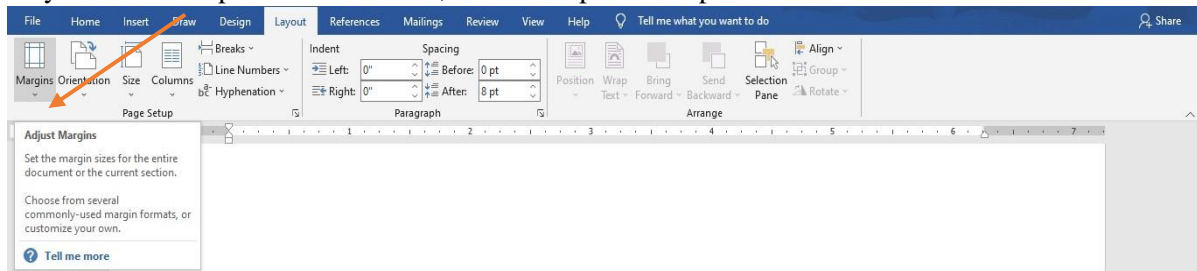 File Home Insert Draw Design Layout References Mailings Review View Help Tell me what you want to do Share
Breaks Indent Spacing Align
Line Numbers Left: 0" Before: 0 pt Group
Margins Orientation Size Columns Hyphenation Right: 0" After: 8 pt Position Wrap Text Bring Forward Send Backward Selection Pane Rotate
Page Setup Paragraph Arrange
1 2 3 4 5 6 7
Adjust Margins
Set the margin sizes for the entire
document or the current section.
Choose from several
commonly-used margin formats, or
customize your own.
Tell me more